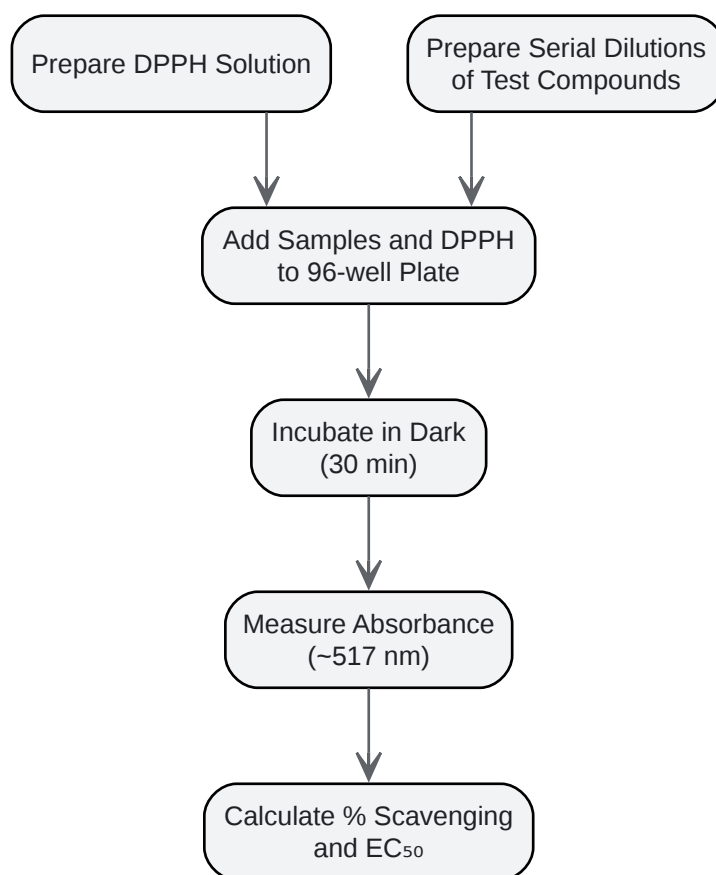 Prepare DPPH Solution
Prepare Serial Dilutions
of Test Compounds
Add Samples and DPPH
to 96-well Plate
Incubate in Dark
(30 min)
Measure Absorbance
(~517 nm)
Calculate % Scavenging
and EC₅₀